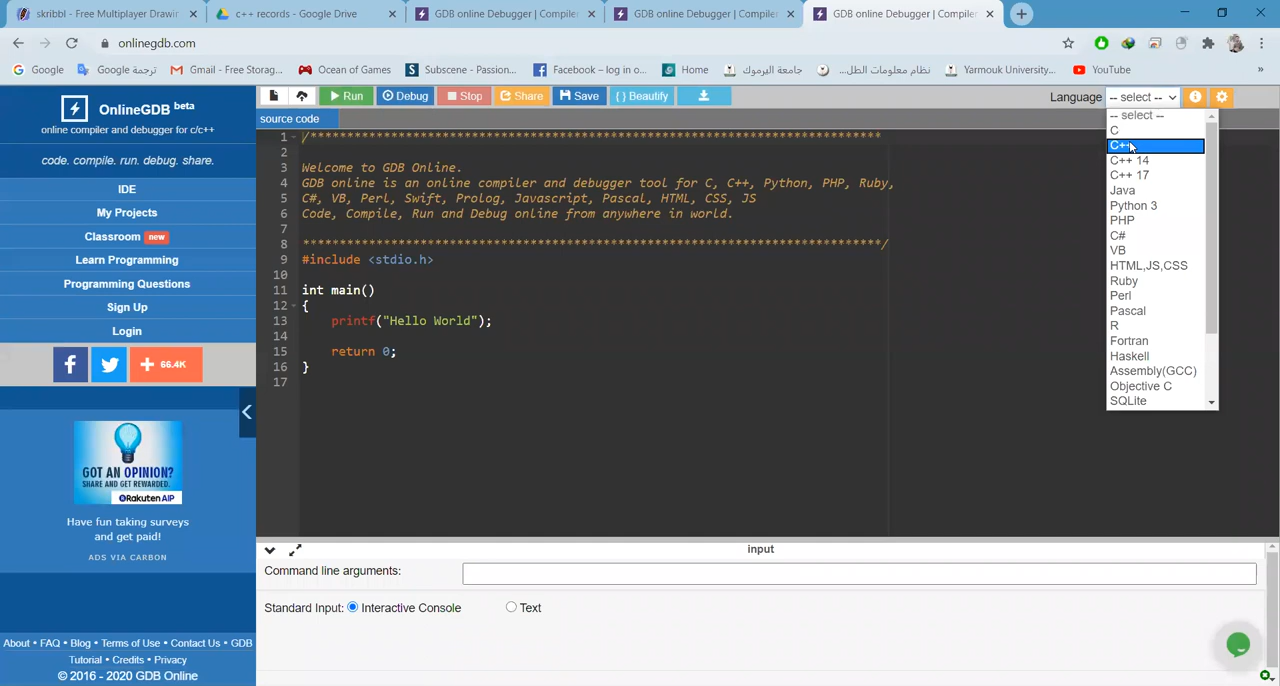 skribbl - Free Multiplayer Drawin
c++ records - Google Drive
GDB online Debugger | Compiler
GDB online Debugger | Compiler
GDB online Debugger | Compiler
onlinegdb.com
Google
Google ترجمة
Gmail - Free Storag...
Ocean of Games
Subscene - Passion...
Facebook – log in o...
Home
جامعة اليرموك
نظام معلومات الطل...
Yarmouk University...
YouTube
»
OnlineGDB beta
online compiler and debugger for c/c++
code. compile. run. debug. share.
IDE
My Projects
Classroom new
Learn Programming
Programming Questions
Sign Up
Login
f
+ 66.4K
GOT AN OPINION?
SHARE AND GET REWARDED.
Rakuten AIP
Have fun taking surveys
and get paid!
ADS VIA CARBON
About • FAQ • Blog • Terms of Use • Contact Us • GDB
Tutorial • Credits • Privacy
© 2016 - 2020 GDB Online
Run
Debug
Stop
Share
Save
{ } Beautify
Language
-- select --
source code
1 /******************************************************************************
2
3 Welcome to GDB Online.
4 GDB online is an online compiler and debugger tool for C, C++, Python, PHP, Ruby,
5 C#, VB, Perl, Swift, Prolog, Javascript, Pascal, HTML, CSS, JS
6 Code, Compile, Run and Debug online from anywhere in world.
7
8 *******************************************************************************/
9 #include <stdio.h>
10
11 int main()
12 {
13 printf("Hello World");
14
15 return 0;
16 }
17
-- select --
C
C++
C++ 14
C++ 17
Java
Python 3
PHP
C#
VB
HTML,JS,CSS
Ruby
Perl
Pascal
R
Fortran
Haskell
Assembly(GCC)
Objective C
SQLite
input
Command line arguments:
Standard Input: Interactive Console Text